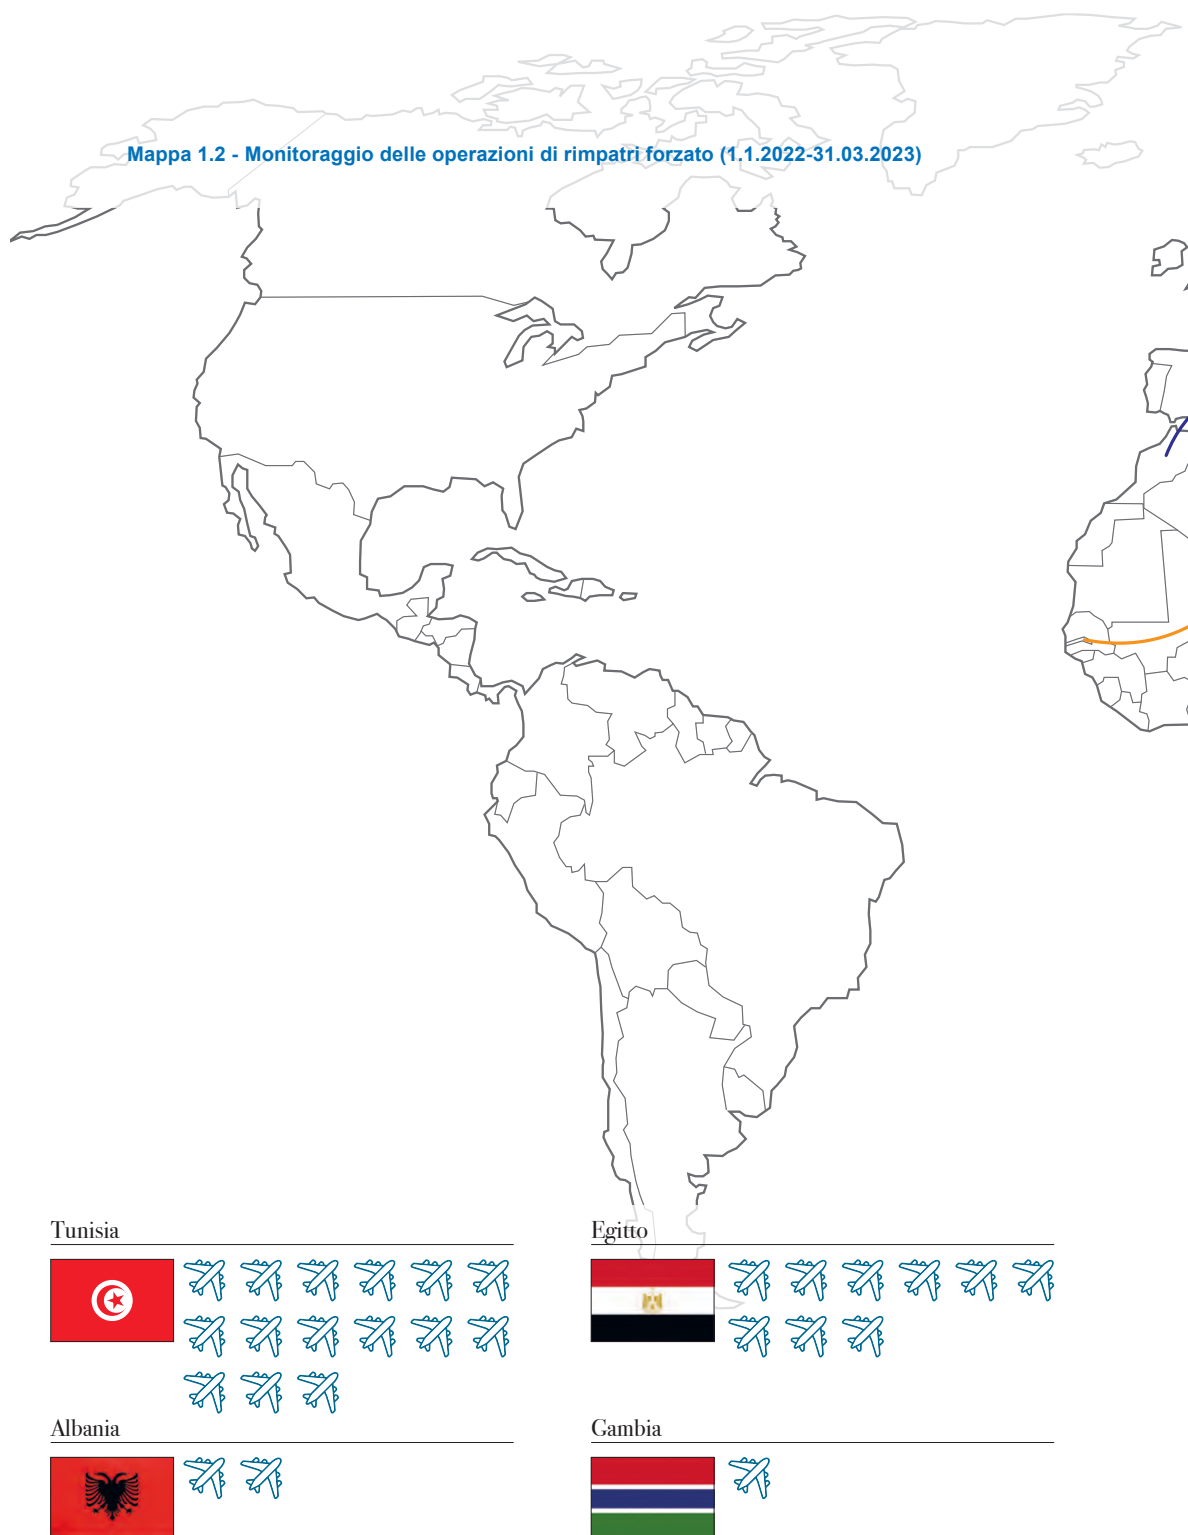 Mappa 1.2 - Monitoraggio delle operazioni di rimpatri forzato (1.1.2022-31.03.2023)
Tunisia
Egitto
Albania
Gambia